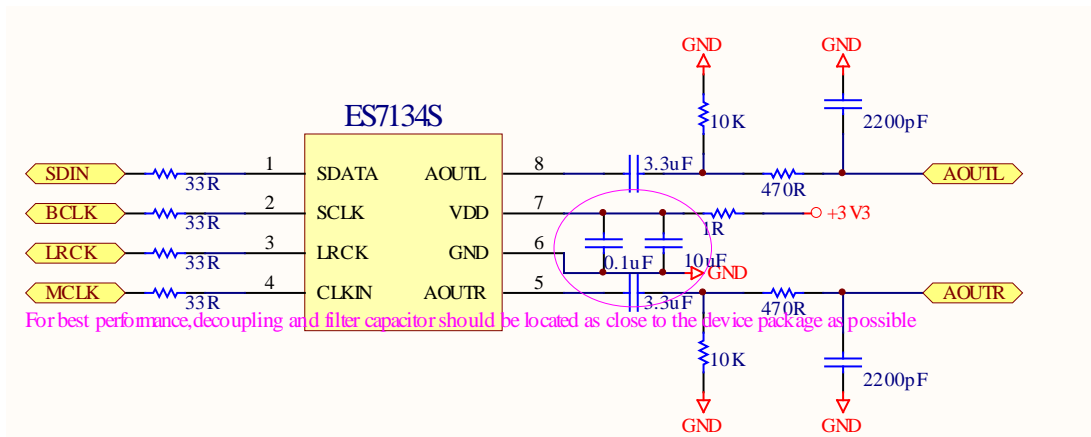 GND GND
10K 2200pF
ES7134S
SDIN 33R 1 SDATA AOUTL 8 3.3uF 470R AOUTL
BCLK 33R 2 SCLK VDD 7 1R +3V3
LRCK 33R 3 LRCK GND 6 0.1uF 10uF GND
MCLK 33R 4 CLKIN AOUTR 5 3.3uF 470R AOUTR
For best performance,decoupling and filter capacitor should be located as close to the device package as possible
10K 2200pF
GND GND